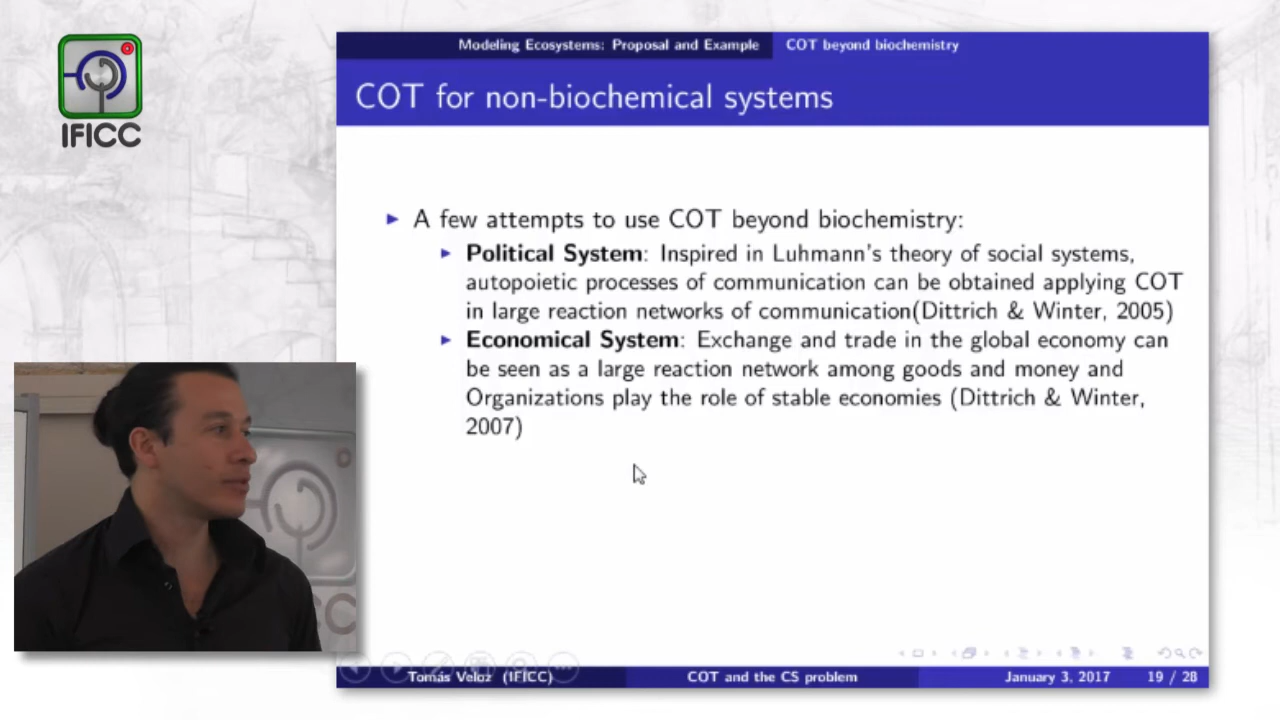 IFICC
Modeling Ecosystems: Proposal and Example
COT beyond biochemistry
COT for non-biochemical systems
A few attempts to use COT beyond biochemistry:
Political System: Inspired in Luhmann's theory of social systems,
autopoietic processes of communication can be obtained applying COT
in large reaction networks of communication(Dittrich & Winter, 2005)
Economical System: Exchange and trade in the global economy can
be seen as a large reaction network among goods and money and
Organizations play the role of stable economies (Dittrich & Winter,
2007)
Tomás Veloz (IFICC)
COT and the CS problem
January 3, 2017
19 / 28